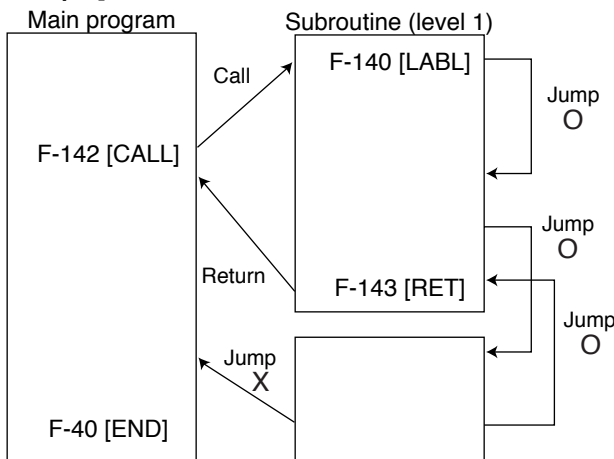 Main program
Subroutine (level 1)
F-140 [LABL]
Call
Jump
O
F-142 [CALL]
Jump
O
Return
F-143 [RET]
Jump
O
Jump
X
F-40 [END]